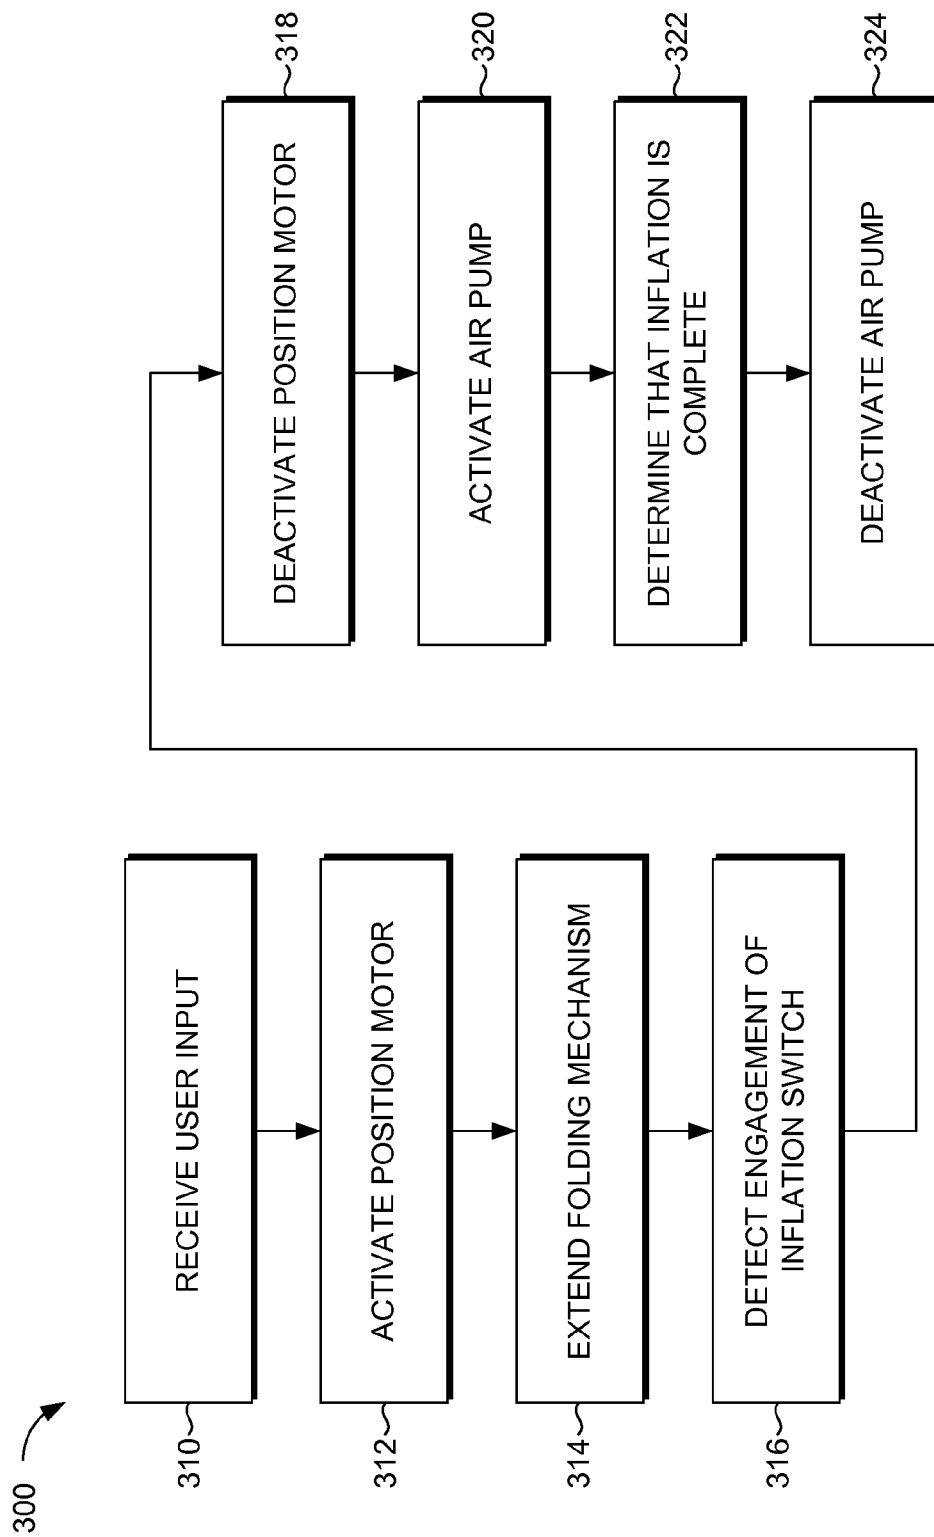 300
310
RECEIVE USER INPUT
312
ACTIVATE POSITION MOTOR
314
EXTEND FOLDING MECHANISM
316
DETECT ENGAGEMENT OF
INFLATION SWITCH
318
DEACTIVATE POSITION MOTOR
320
ACTIVATE AIR PUMP
322
DETERMINE THAT INFLATION IS
COMPLETE
324
DEACTIVATE AIR PUMP